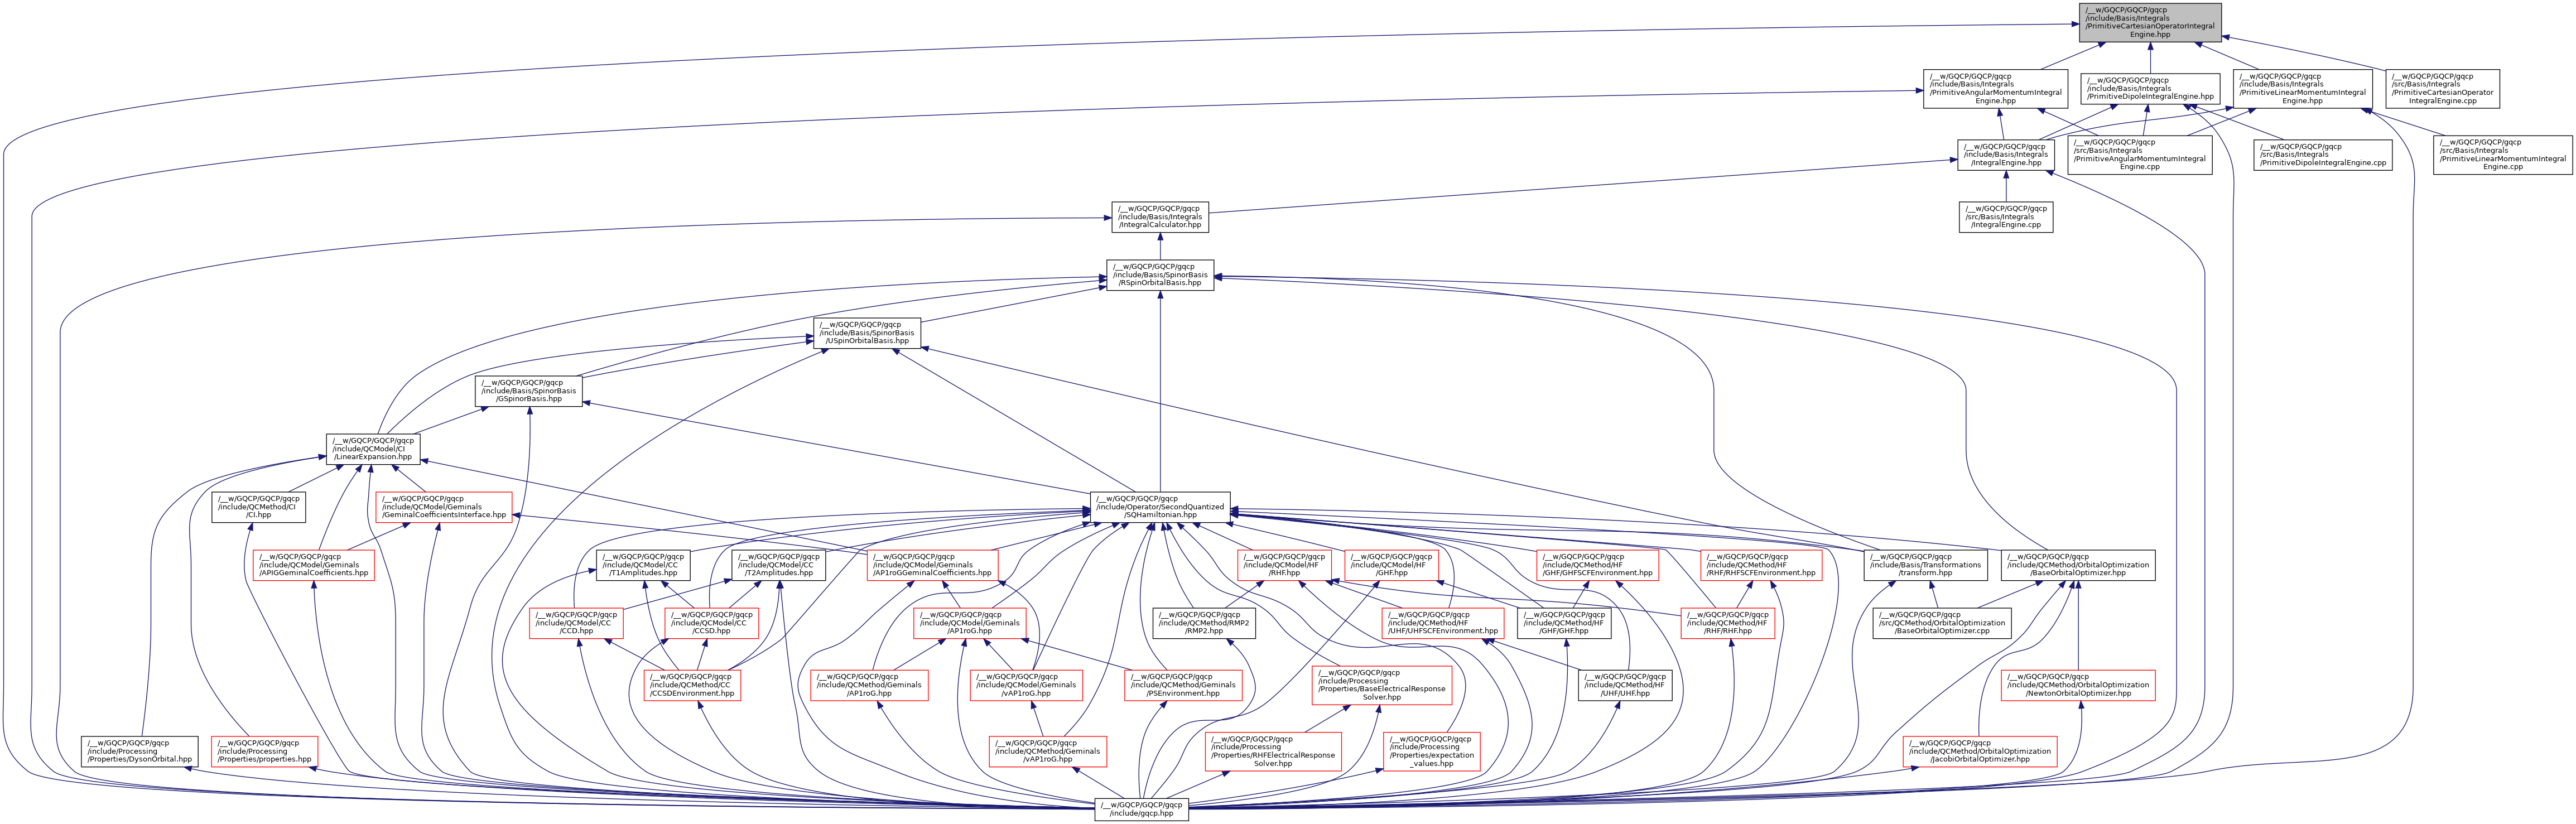 /__w/GQCP/GQCP/gqcp
/include/Basis/Integrals
/PrimitiveCartesianOperatorIntegral
Engine.hpp
/__w/GQCP/GQCP/gqcp
/include/Basis/Integrals
/PrimitiveAngularMomentumIntegral
Engine.hpp
/__w/GQCP/GQCP/gqcp
/include/Basis/Integrals
/PrimitiveDipoleIntegralEngine.hpp
/__w/GQCP/GQCP/gqcp
/include/Basis/Integrals
/PrimitiveLinearMomentumIntegral
Engine.hpp
/__w/GQCP/GQCP/gqcp
/src/Basis/Integrals
/PrimitiveCartesianOperator
IntegralEngine.cpp
/__w/GQCP/GQCP/gqcp
/include/Basis/Integrals
/IntegralEngine.hpp
/__w/GQCP/GQCP/gqcp
/src/Basis/Integrals
/PrimitiveAngularMomentumIntegral
Engine.cpp
/__w/GQCP/GQCP/gqcp
/src/Basis/Integrals
/PrimitiveDipoleIntegralEngine.cpp
/__w/GQCP/GQCP/gqcp
/src/Basis/Integrals
/PrimitiveLinearMomentumIntegral
Engine.cpp
/__w/GQCP/GQCP/gqcp
/include/Basis/Integrals
/IntegralCalculator.hpp
/__w/GQCP/GQCP/gqcp
/src/Basis/Integrals
/IntegralEngine.cpp
/__w/GQCP/GQCP/gqcp
/include/Basis/SpinorBasis
/RSpinOrbitalBasis.hpp
/__w/GQCP/GQCP/gqcp
/include/Basis/SpinorBasis
/USpinOrbitalBasis.hpp
/__w/GQCP/GQCP/gqcp
/include/Basis/SpinorBasis
/GSpinorBasis.hpp
/__w/GQCP/GQCP/gqcp
/include/QCModel/CI
/LinearExpansion.hpp
/__w/GQCP/GQCP/gqcp
/include/QCMethod/CI
/CI.hpp
/__w/GQCP/GQCP/gqcp
/include/QCModel/Geminals
/GeminalCoefficientsInterface.hpp
/__w/GQCP/GQCP/gqcp
/include/Operator/SecondQuantized
/SQHamiltonian.hpp
/__w/GQCP/GQCP/gqcp
/include/QCModel/Geminals
/APIGGeminalCoefficients.hpp
/__w/GQCP/GQCP/gqcp
/include/QCModel/CC
/T1Amplitudes.hpp
/__w/GQCP/GQCP/gqcp
/include/QCModel/CC
/T2Amplitudes.hpp
/__w/GQCP/GQCP/gqcp
/include/QCModel/Geminals
/AP1roGGeminalCoefficients.hpp
/__w/GQCP/GQCP/gqcp
/include/QCModel/HF
/RHF.hpp
/__w/GQCP/GQCP/gqcp
/include/QCModel/HF
/GHF.hpp
/__w/GQCP/GQCP/gqcp
/include/QCMethod/HF
/GHF/GHFSCFEnvironment.hpp
/__w/GQCP/GQCP/gqcp
/include/QCMethod/HF
/RHF/RHFSCFEnvironment.hpp
/__w/GQCP/GQCP/gqcp
/include/Basis/Transformations
/transform.hpp
/__w/GQCP/GQCP/gqcp
/include/QCMethod/OrbitalOptimization
/BaseOrbitalOptimizer.hpp
/__w/GQCP/GQCP/gqcp
/include/QCModel/CC
/CCD.hpp
/__w/GQCP/GQCP/gqcp
/include/QCModel/CC
/CCSD.hpp
/__w/GQCP/GQCP/gqcp
/include/QCModel/Geminals
/AP1roG.hpp
/__w/GQCP/GQCP/gqcp
/include/QCMethod/RMP2
/RMP2.hpp
/__w/GQCP/GQCP/gqcp
/include/QCMethod/HF
/UHF/UHFSCFEnvironment.hpp
/__w/GQCP/GQCP/gqcp
/include/QCMethod/HF
/GHF/GHF.hpp
/__w/GQCP/GQCP/gqcp
/include/QCMethod/HF
/RHF/RHF.hpp
/__w/GQCP/GQCP/gqcp
/src/QCMethod/OrbitalOptimization
/BaseOrbitalOptimizer.cpp
/__w/GQCP/GQCP/gqcp
/include/QCMethod/CC
/CCSDEnvironment.hpp
/__w/GQCP/GQCP/gqcp
/include/QCMethod/Geminals
/AP1roG.hpp
/__w/GQCP/GQCP/gqcp
/include/QCModel/Geminals
/vAP1roG.hpp
/__w/GQCP/GQCP/gqcp
/include/QCMethod/Geminals
/PSEnvironment.hpp
/__w/GQCP/GQCP/gqcp
/include/Processing
/Properties/BaseElectricalResponse
Solver.hpp
/__w/GQCP/GQCP/gqcp
/include/QCMethod/HF
/UHF/UHF.hpp
/__w/GQCP/GQCP/gqcp
/include/QCMethod/OrbitalOptimization
/NewtonOrbitalOptimizer.hpp
/__w/GQCP/GQCP/gqcp
/include/Processing
/Properties/DysonOrbital.hpp
/__w/GQCP/GQCP/gqcp
/include/Processing
/Properties/properties.hpp
/__w/GQCP/GQCP/gqcp
/include/QCMethod/Geminals
/vAP1roG.hpp
/__w/GQCP/GQCP/gqcp
/include/Processing
/Properties/RHFElectricalResponse
Solver.hpp
/__w/GQCP/GQCP/gqcp
/include/Processing
/Properties/expectation
_values.hpp
/__w/GQCP/GQCP/gqcp
/include/QCMethod/OrbitalOptimization
/JacobiOrbitalOptimizer.hpp
/__w/GQCP/GQCP/gqcp
/include/gqcp.hpp